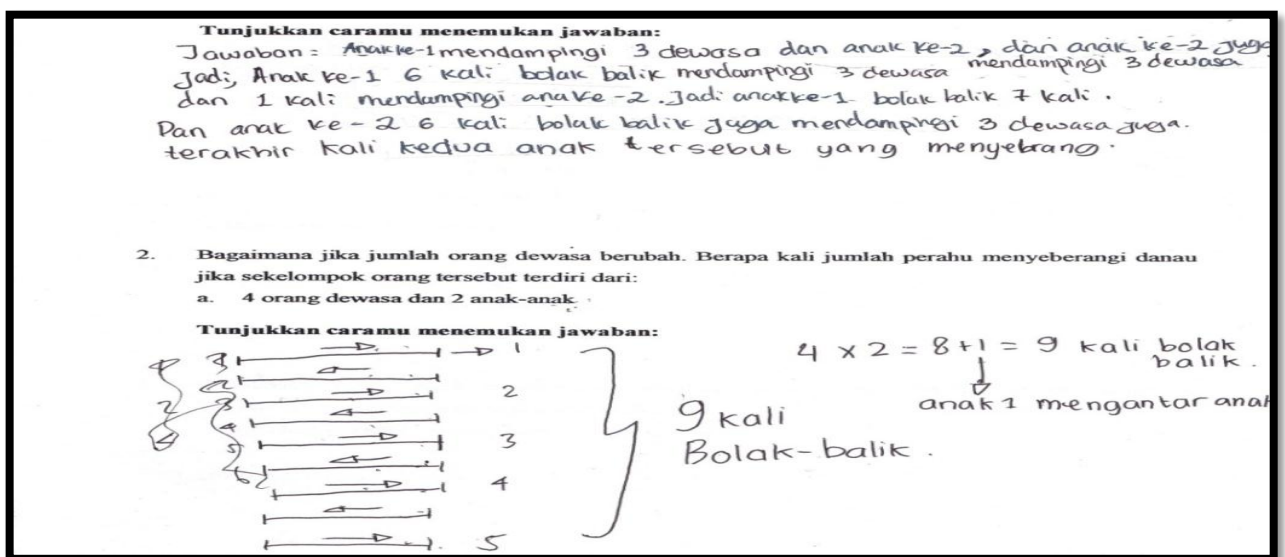 Tunjukkan caramu menemukan jawaban:
Jawaban = Anak ke-1 mendampingi 3 dewasa dan anak ke-2, dan anak ke-2 juga
mendampingi 3 dewasa
Jadi, Anak ke-1 6 kali bolak balik mendampingi 3 dewasa
dan 1 kali mendampingi anak ke-2. Jadi anak ke-1 bolak balik 7 kali.
Dan anak ke-2 6 kali bolak balik juga mendampingi 3 dewasa juga.
terakhir kali kedua anak tersebut yang menyebrang.
2. Bagaimana jika jumlah orang dewasa berubah. Berapa kali jumlah perahu menyeberangi danau
jika sekelompok orang tersebut terdiri dari:
a. 4 orang dewasa dan 2 anak-anak
Tunjukkan caramu menemukan jawaban:
1
2
3
4
5
9 kali
Bolak-balik.
4 x 2 = 8 + 1 = 9 kali bolak
balik.
anak 1 mengantar